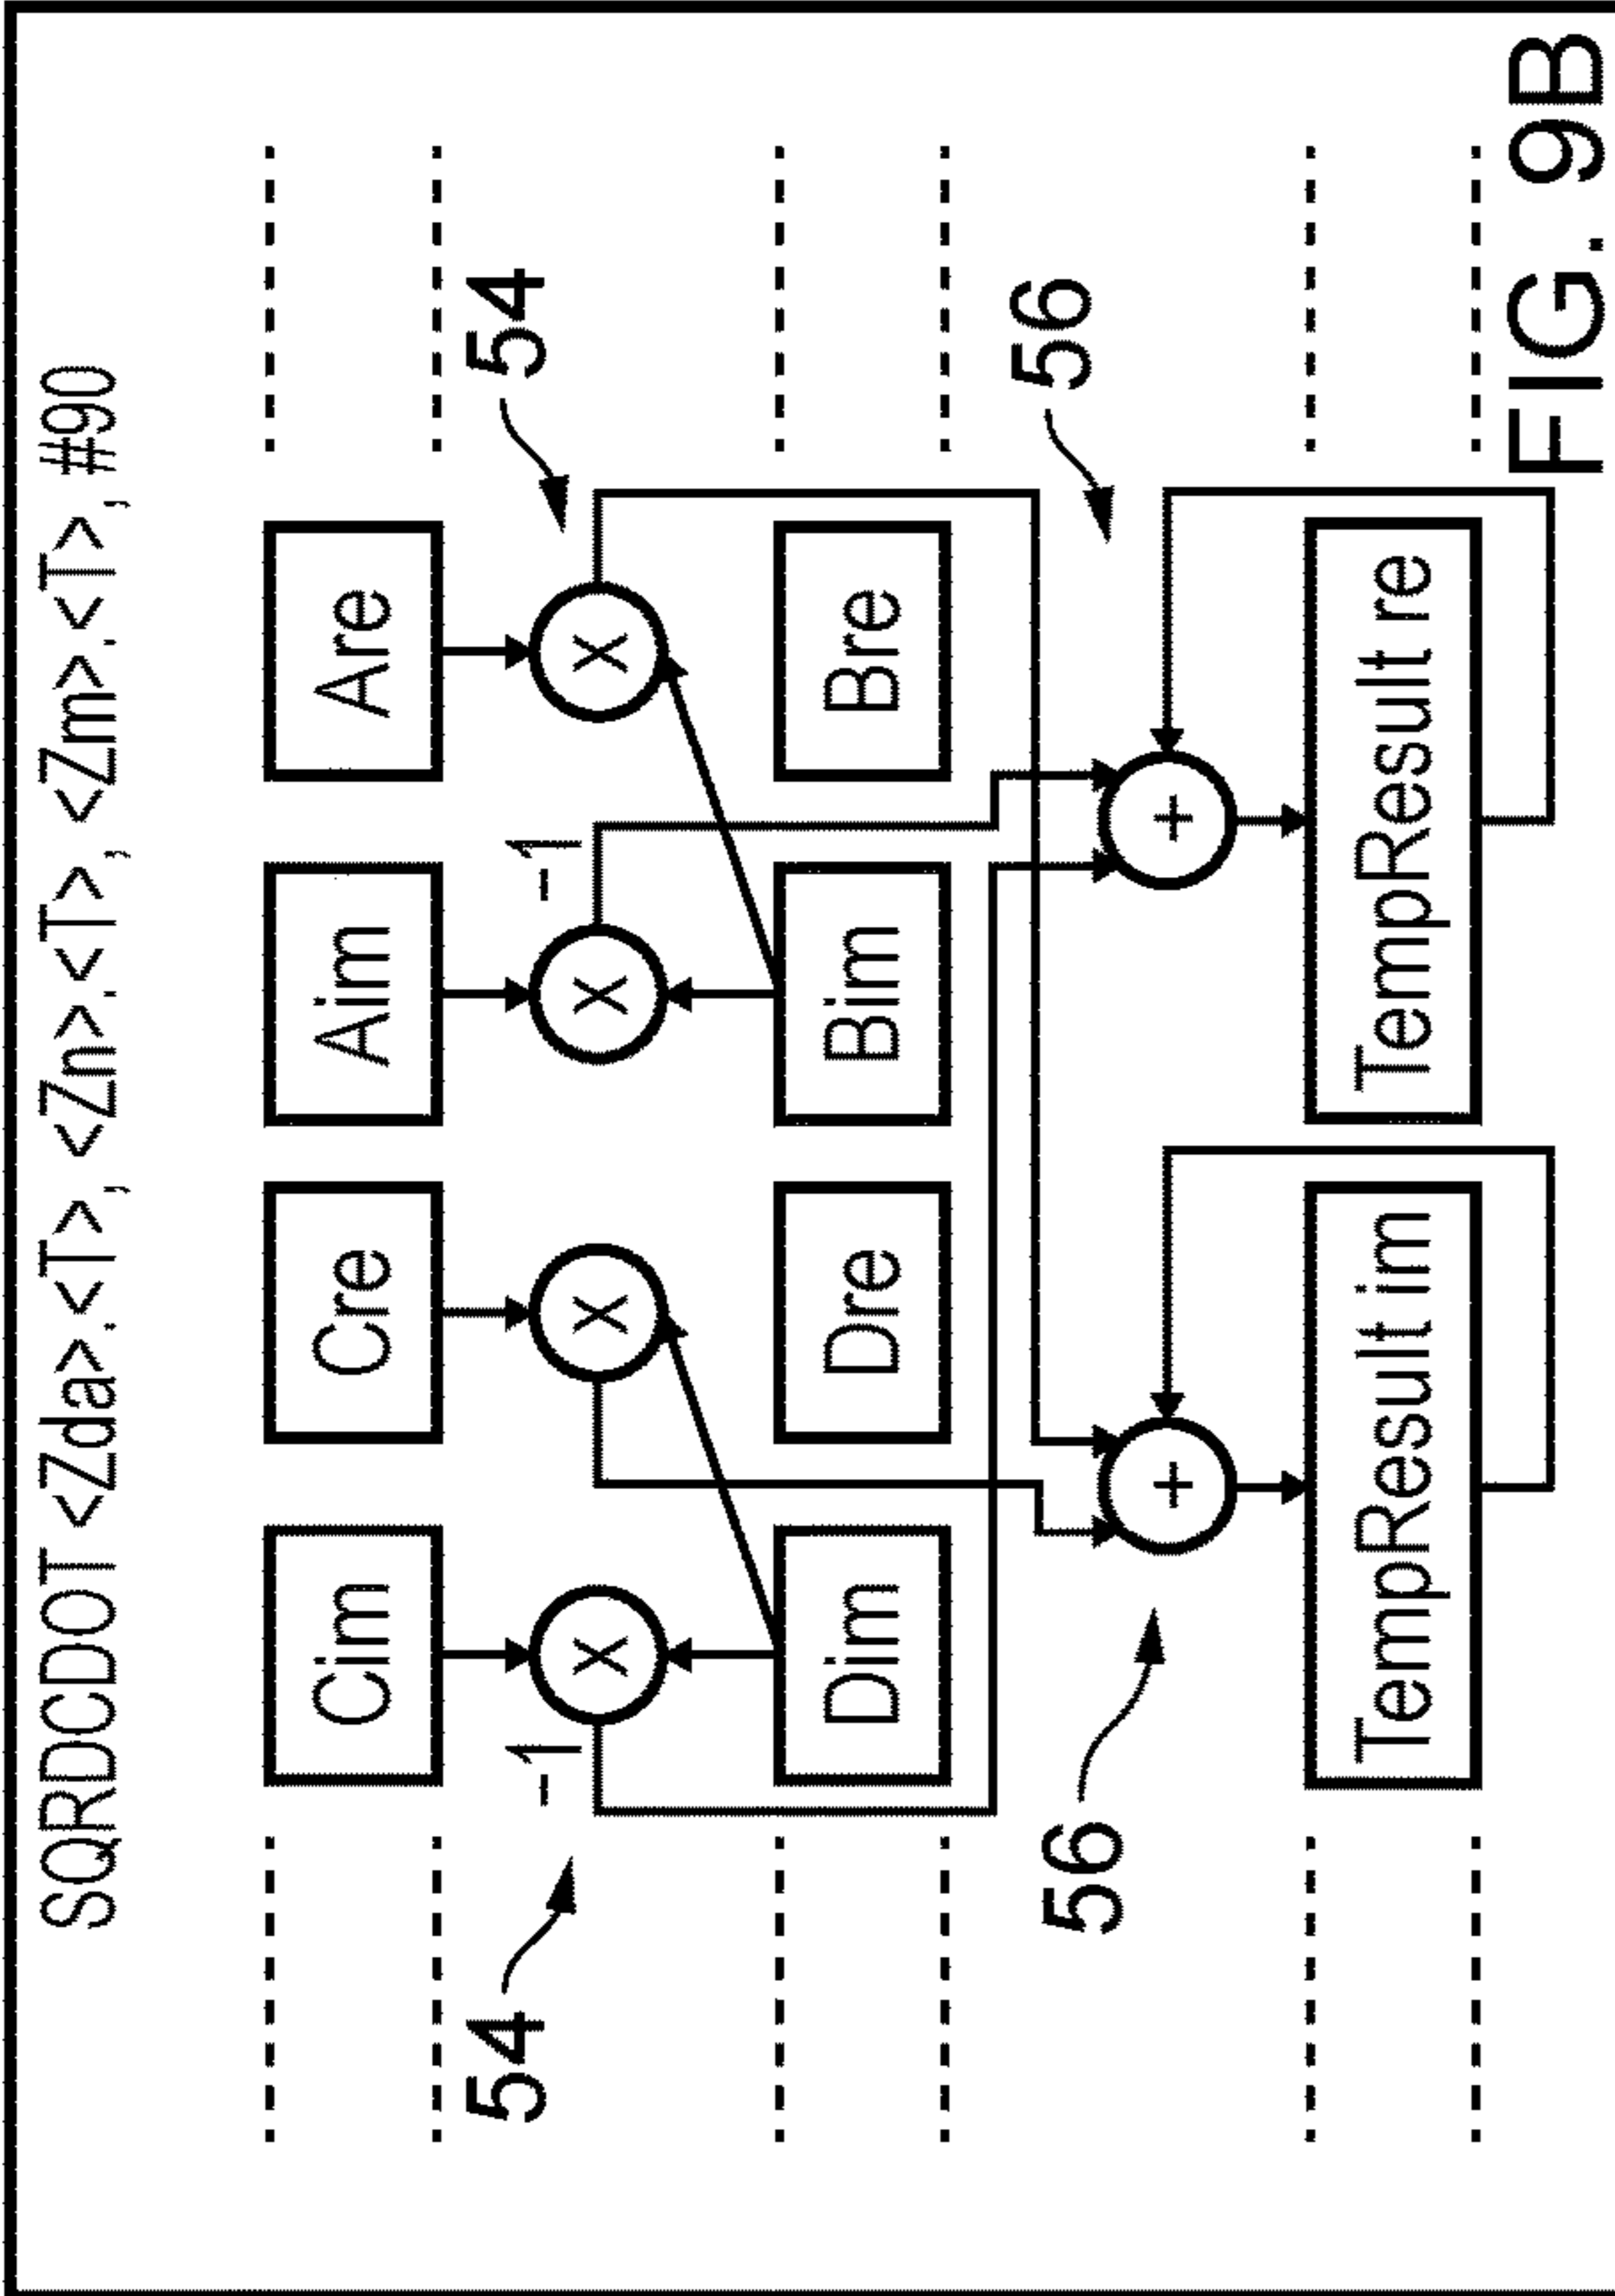 SQRDCDOT <Zda>.<T>, <Zn>.<T>, <Zm>.<T>, #90
Cim Cre Aim Are
54 -1 -1 54
X X X X
Dim Dre Bim Bre
56 56
+ +
TempResult im TempResult re
FIG. 9B